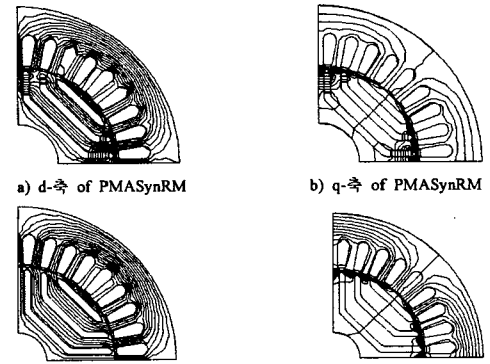 a) d-축 of PMASynRM
b) q-축 of PMASynRM